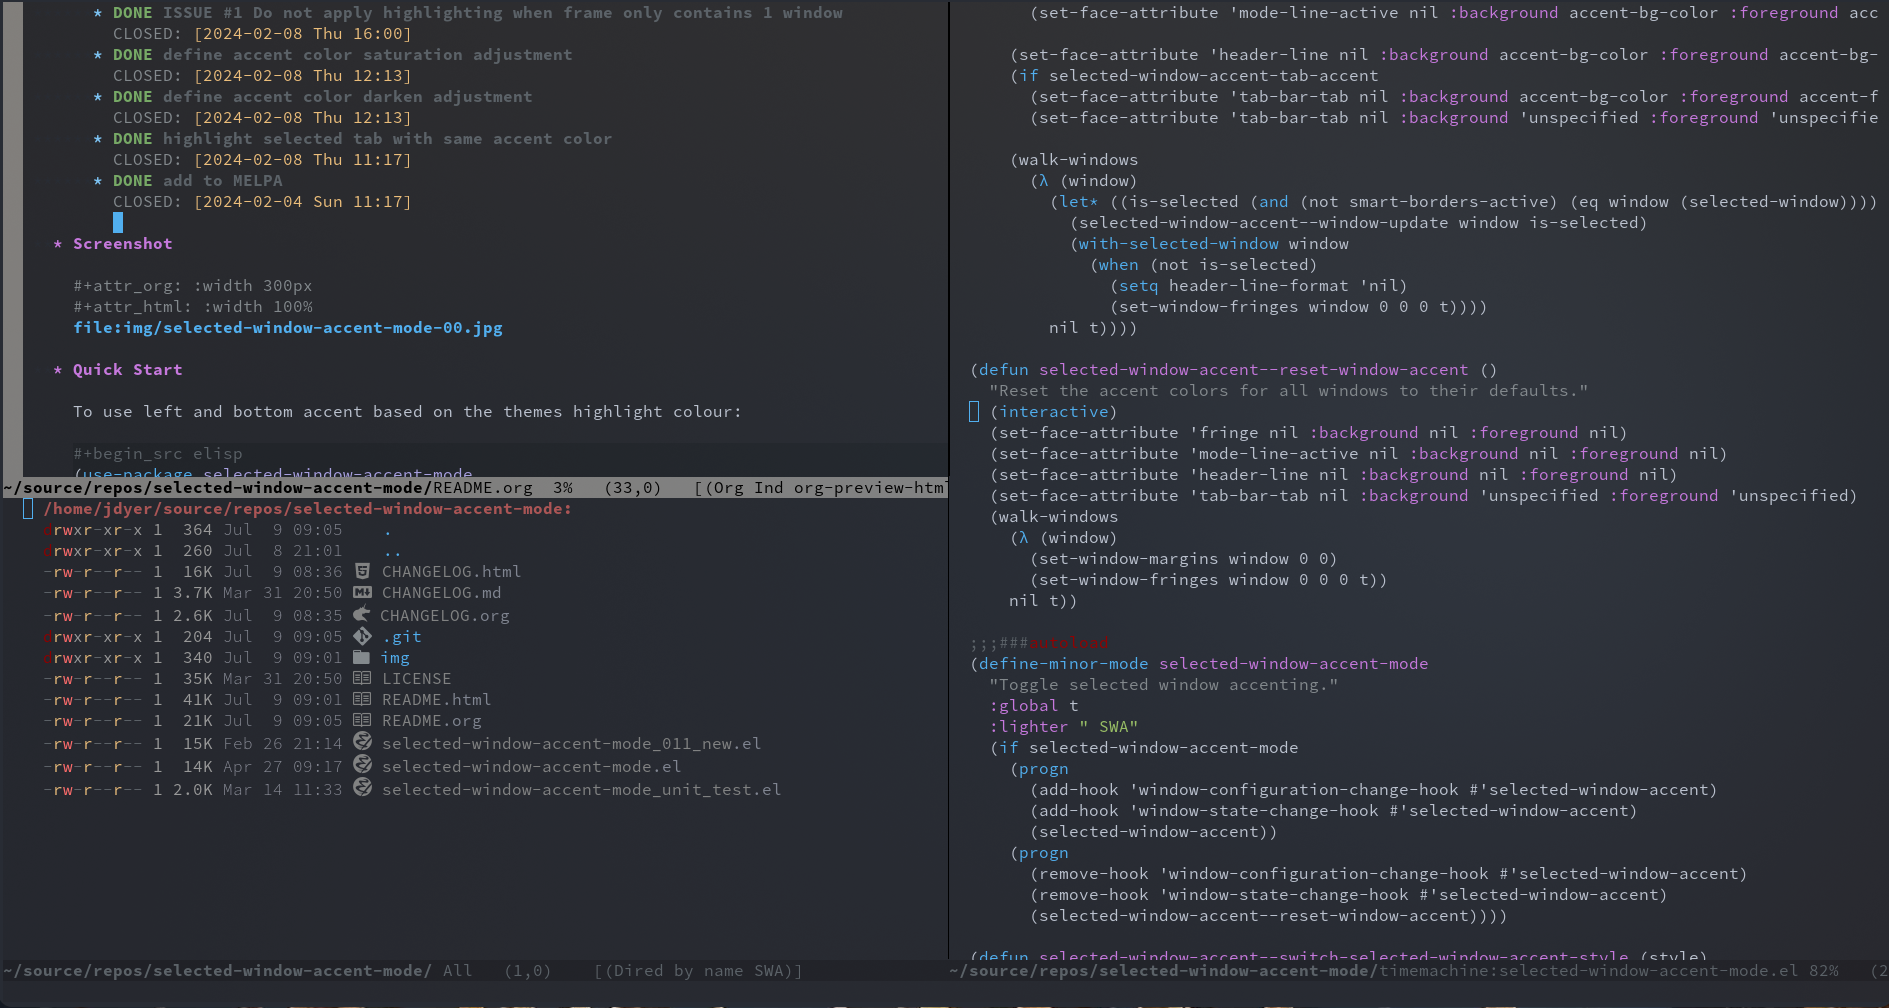 * DONE ISSUE #1 Do not apply highlighting when frame only contains 1 window
CLOSED: [2024-02-08 Thu 16:00]
* DONE define accent color saturation adjustment
CLOSED: [2024-02-08 Thu 12:13]
* DONE define accent color darken adjustment
CLOSED: [2024-02-08 Thu 12:13]
* DONE highlight selected tab with same accent color
CLOSED: [2024-02-08 Thu 11:17]
* DONE add to MELPA
CLOSED: [2024-02-04 Sun 11:17]
* Screenshot
#+attr_org: :width 300px
#+attr_html: :width 100%
file:img/selected-window-accent-mode-00.jpg
* Quick Start
To use left and bottom accent based on the themes highlight colour:
#+begin_src elisp
(use-package selected-window-accent-mode
~/source/repos/selected-window-accent-mode/README.org 3% (33,0) [(Org Ind org-preview-html
/home/jdyer/source/repos/selected-window-accent-mode:
drwxr-xr-x 1 364 Jul 9 09:05 .
drwxr-xr-x 1 260 Jul 8 21:01 ..
-rw-r--r-- 1 16K Jul 9 08:36 CHANGELOG.html
-rw-r--r-- 1 3.7K Mar 31 20:50 CHANGELOG.md
-rw-r--r-- 1 2.6K Jul 9 08:35 CHANGELOG.org
drwxr-xr-x 1 204 Jul 9 09:05 .git
drwxr-xr-x 1 340 Jul 9 09:01 img
-rw-r--r-- 1 35K Mar 31 20:50 LICENSE
-rw-r--r-- 1 41K Jul 9 09:01 README.html
-rw-r--r-- 1 21K Jul 9 09:05 README.org
-rw-r--r-- 1 15K Feb 26 21:14 selected-window-accent-mode_011_new.el
-rw-r--r-- 1 14K Apr 27 09:17 selected-window-accent-mode.el
-rw-r--r-- 1 2.0K Mar 14 11:33 selected-window-accent-mode_unit_test.el
~/source/repos/selected-window-accent-mode/ All (1,0) [(Dired by name SWA)]
(set-face-attribute 'mode-line-active nil :background accent-bg-color :foreground acc
(set-face-attribute 'header-line nil :background accent-bg-color :foreground accent-bg-
(if selected-window-accent-tab-accent
(set-face-attribute 'tab-bar-tab nil :background accent-bg-color :foreground accent-f
(set-face-attribute 'tab-bar-tab nil :background 'unspecified :foreground 'unspecifie
(walk-windows
(λ (window)
(let* ((is-selected (and (not smart-borders-active) (eq window (selected-window))))
(selected-window-accent--window-update window is-selected)
(with-selected-window window
(when (not is-selected)
(setq header-line-format 'nil)
(set-window-fringes window 0 0 0 t))))
nil t))))
(defun selected-window-accent--reset-window-accent ()
"Reset the accent colors for all windows to their defaults."
(interactive)
(set-face-attribute 'fringe nil :background nil :foreground nil)
(set-face-attribute 'mode-line-active nil :background nil :foreground nil)
(set-face-attribute 'header-line nil :background nil :foreground nil)
(set-face-attribute 'tab-bar-tab nil :background 'unspecified :foreground 'unspecified)
(walk-windows
(λ (window)
(set-window-margins window 0 0)
(set-window-fringes window 0 0 0 t))
nil t))
;;;###autoload
(define-minor-mode selected-window-accent-mode
"Toggle selected window accenting."
:global t
:lighter " SWA"
(if selected-window-accent-mode
(progn
(add-hook 'window-configuration-change-hook #'selected-window-accent)
(add-hook 'window-state-change-hook #'selected-window-accent)
(selected-window-accent))
(progn
(remove-hook 'window-configuration-change-hook #'selected-window-accent)
(remove-hook 'window-state-change-hook #'selected-window-accent)
(selected-window-accent--reset-window-accent))))
(defun selected-window-accent--switch-selected-window-accent-style (style)
~/source/repos/selected-window-accent-mode/timemachine:selected-window-accent-mode.el 82% (2